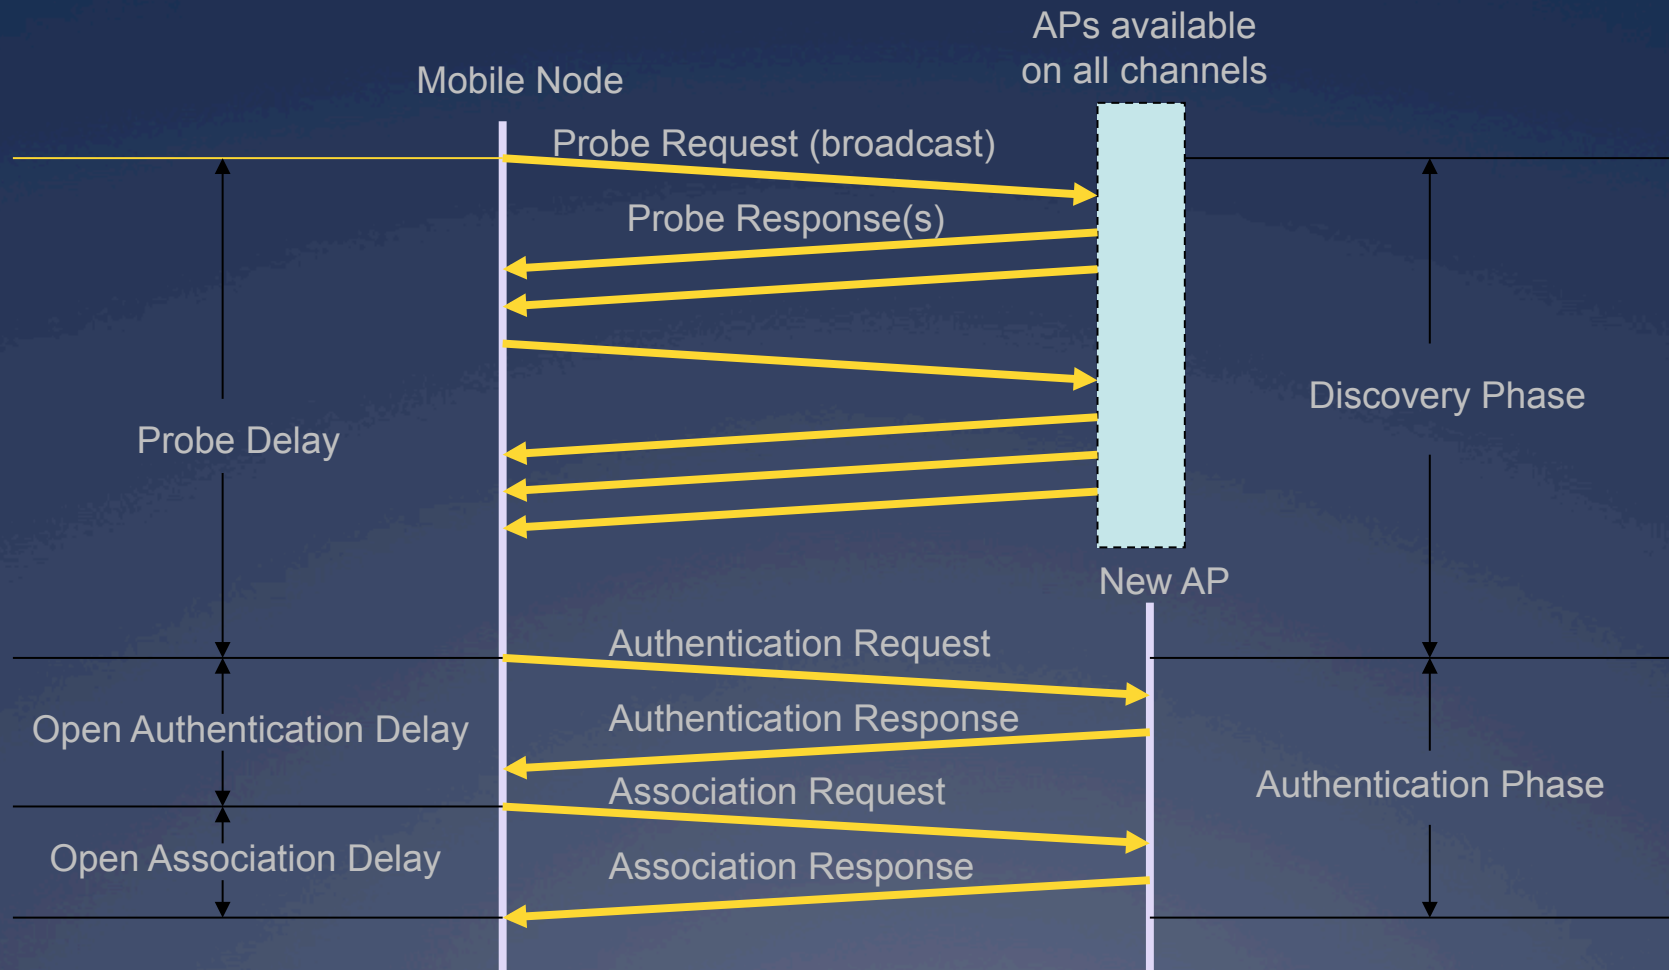 APs available
on all channels
Mobile Node
Probe Request (broadcast)
Probe Response(s)
Discovery Phase
Probe Delay
New AP
Authentication Request
Authentication Response
Open Authentication Delay
Authentication Phase
Association Request
Open Association Delay
Association Response